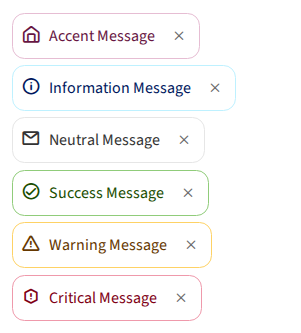 Accent Message
Information Message
Neutral Message
Success Message
Warning Message
Critical Message